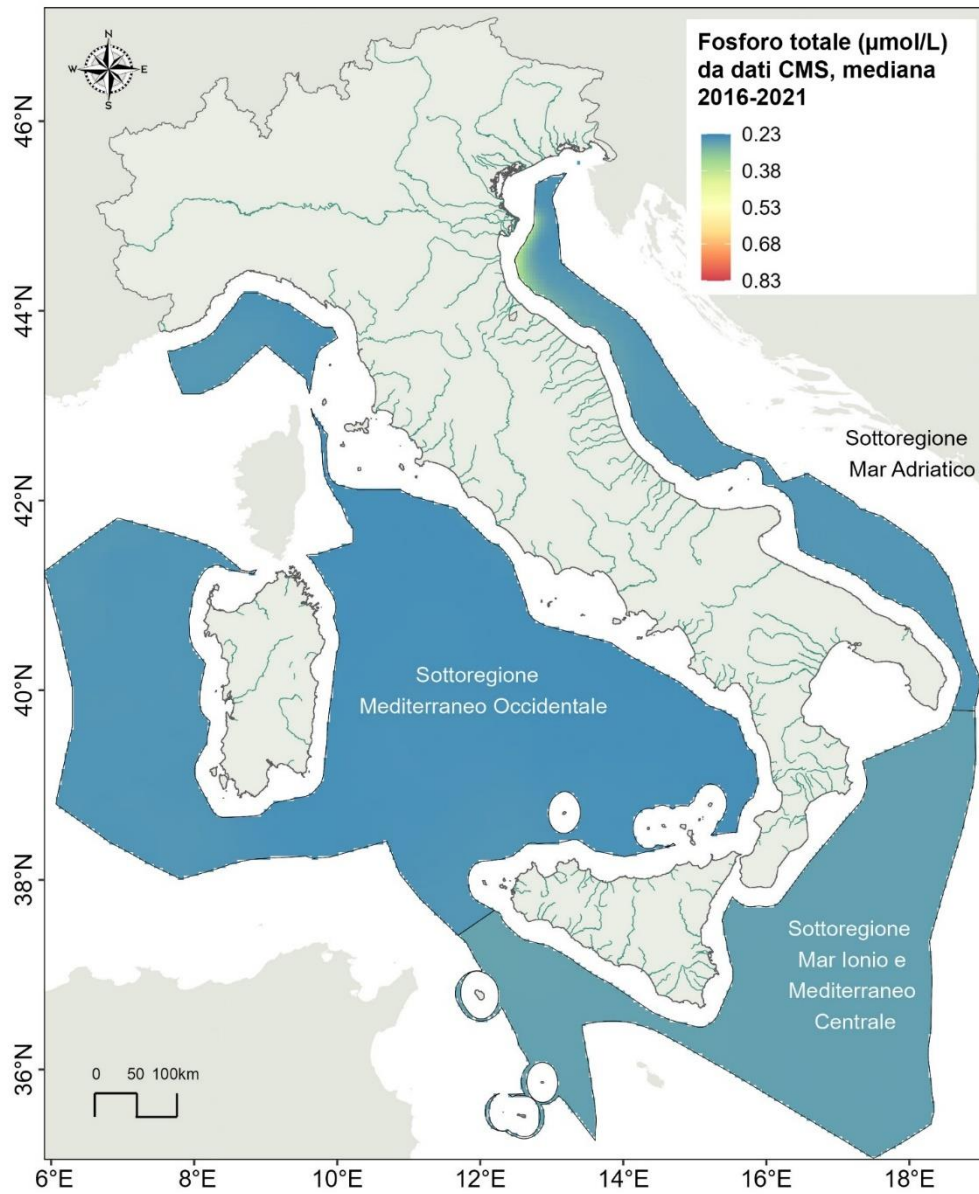 N
W E
S
Fosforo totale (µmol/L)
da dati CMS, mediana
2016-2021
0.23
0.38
0.53
0.68
0.83
46°N
44°N
42°N
40°N
38°N
36°N
Sottoregione
Mar Adriatico
Sottoregione
Mediterraneo Occidentale
Sottoregione
Mar Ionio e
Mediterraneo
Centrale
0 50 100km
6°E 8°E 10°E 12°E 14°E 16°E 18°E